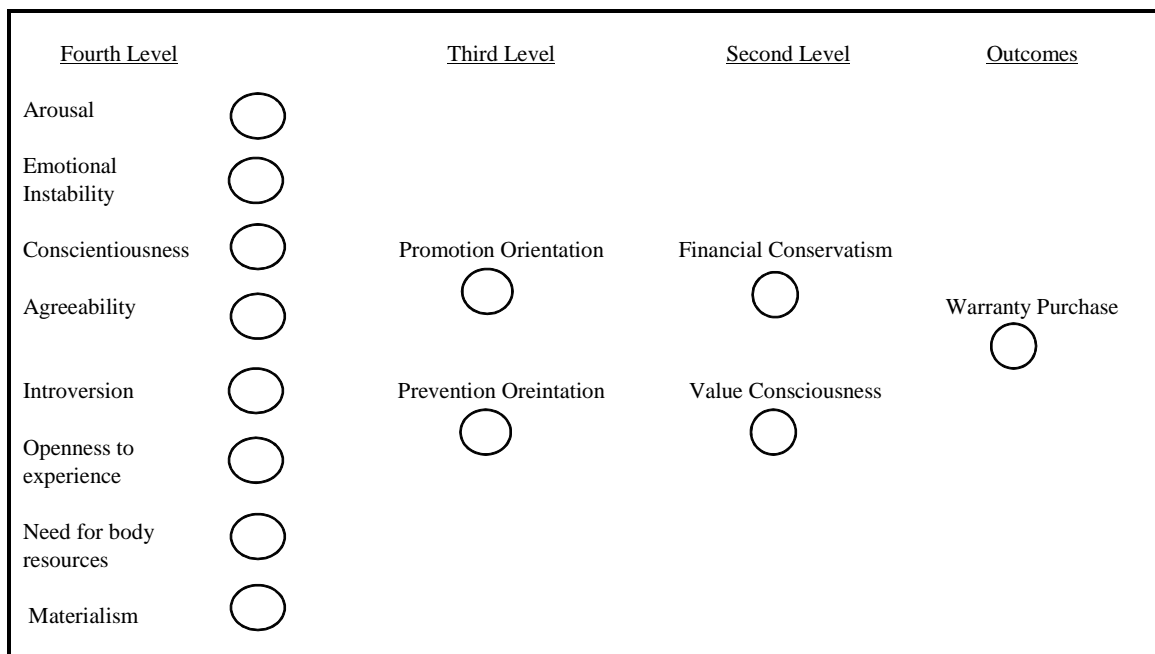 Fourth Level
Third Level
Second Level
Outcomes
Arousal
Emotional
Instability
Conscientiousness
Promotion Orientation
Financial Conservatism
Agreeability
Warranty Purchase
Introversion
Prevention Oreintation
Value Consciousness
Openness to
experience
Need for body
resources
Materialism